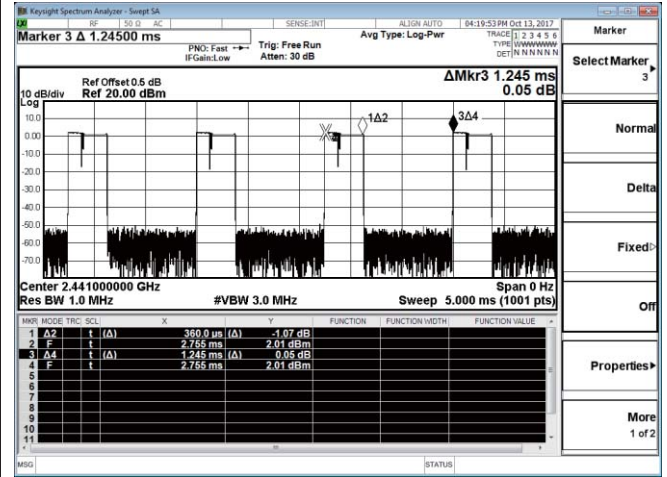 Keysight Spectrum Analyzer - Swept SA
LXI RF 50 Ω AC SENSE:INT ALIGN AUTO 04:19:53 PM Oct 13, 2017
Marker 3 Δ 1.24500 ms
PNO: Fast
IFGain:Low
Trig: Free Run
Atten: 30 dB
Avg Type: Log-Pwr
TRACE 1 2 3 4 5 6
TYPE WWWWWW
DET N N N N N N
10 dB/div
Log
Ref Offset 0.5 dB
Ref 20.00 dBm
ΔMkr3 1.245 ms
0.05 dB
10.0
0.00
-10.0
-20.0
-30.0
-40.0
-50.0
-60.0
-70.0
1Δ2
3Δ4
Center 2.441000000 GHz
Res BW 1.0 MHz
#VBW 3.0 MHz
Span 0 Hz
Sweep 5.000 ms (1001 pts)
MKR MODE TRC SCL X Y FUNCTION FUNCTION WIDTH FUNCTION VALUE
1 Δ2 t (Δ) 360.0 µs (Δ) -1.07 dB
2 F t 2.755 ms 2.01 dBm
3 Δ4 t (Δ) 1.245 ms (Δ) 0.05 dB
4 F t 2.755 ms 2.01 dBm
5
6
7
8
9
10
11
MSG
STATUS
Marker
Select Marker
3
Normal
Delta
Fixed
Off
Properties
More
1 of 2